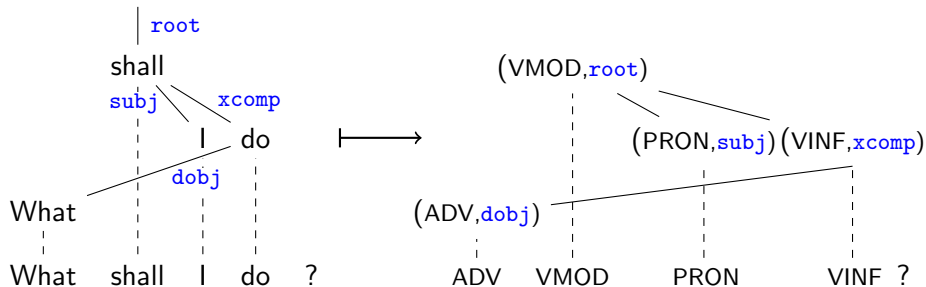 root
shall (VMOD,root)
subj xcomp
I do (PRON,subj) (VINF,xcomp)
dobj
What (ADV,dobj)
What shall I do ? ADV VMOD PRON VINF ?